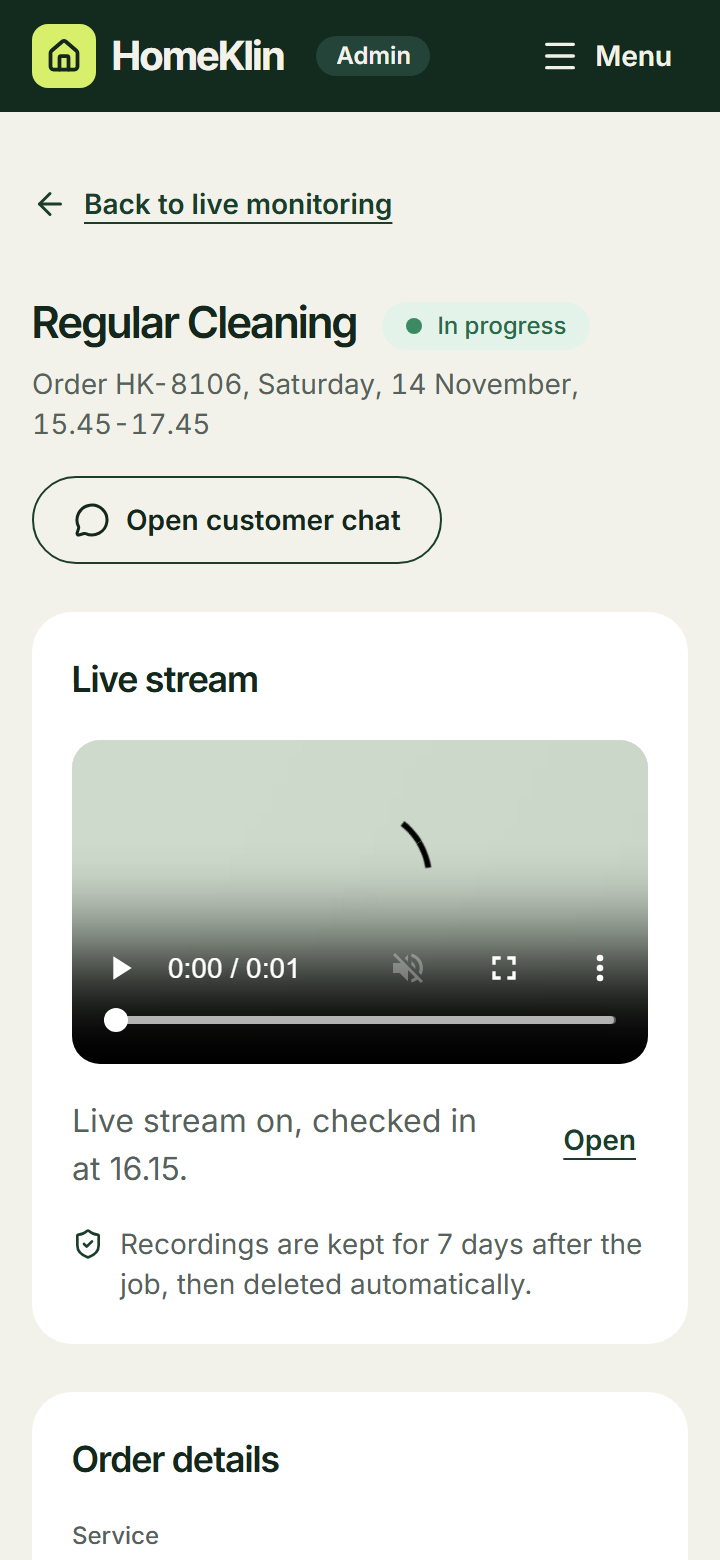 HomeKlin
Admin
Menu
Back to live monitoring
Regular Cleaning
In progress
Order HK-8106, Saturday, 14 November,
15.45-17.45
Open customer chat
Live stream
0:00 / 0:01
Live stream on, checked in
at 16.15.
Open
Recordings are kept for 7 days after the
job, then deleted automatically.
Order details
Service